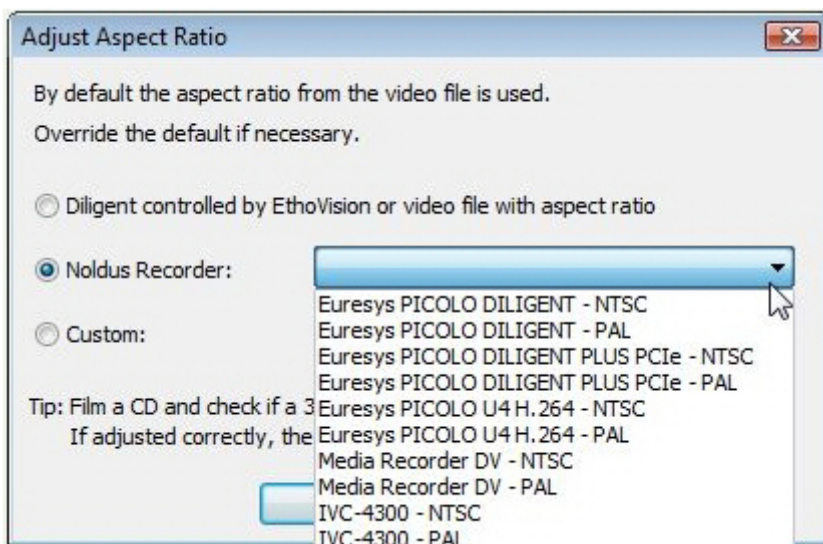 Adjust Aspect Ratio
By default the aspect ratio from the video file is used.
Override the default if necessary.
Diligent controlled by EthoVision or video file with aspect ratio
Noldus Recorder:
Euresys PICOLO DILIGENT - NTSC
Euresys PICOLO DILIGENT - PAL
Custom:
Euresys PICOLO DILIGENT PLUS PCIe - NTSC
Euresys PICOLO DILIGENT PLUS PCIe - PAL
Tip: Film a CD and check if a 3
Euresys PICOLO U4 H.264 - NTSC
If adjusted correctly, the
Euresys PICOLO U4 H.264 - PAL
Media Recorder DV - NTSC
Media Recorder DV - PAL
IVC-4300 - NTSC
IVC-4300 - PAL